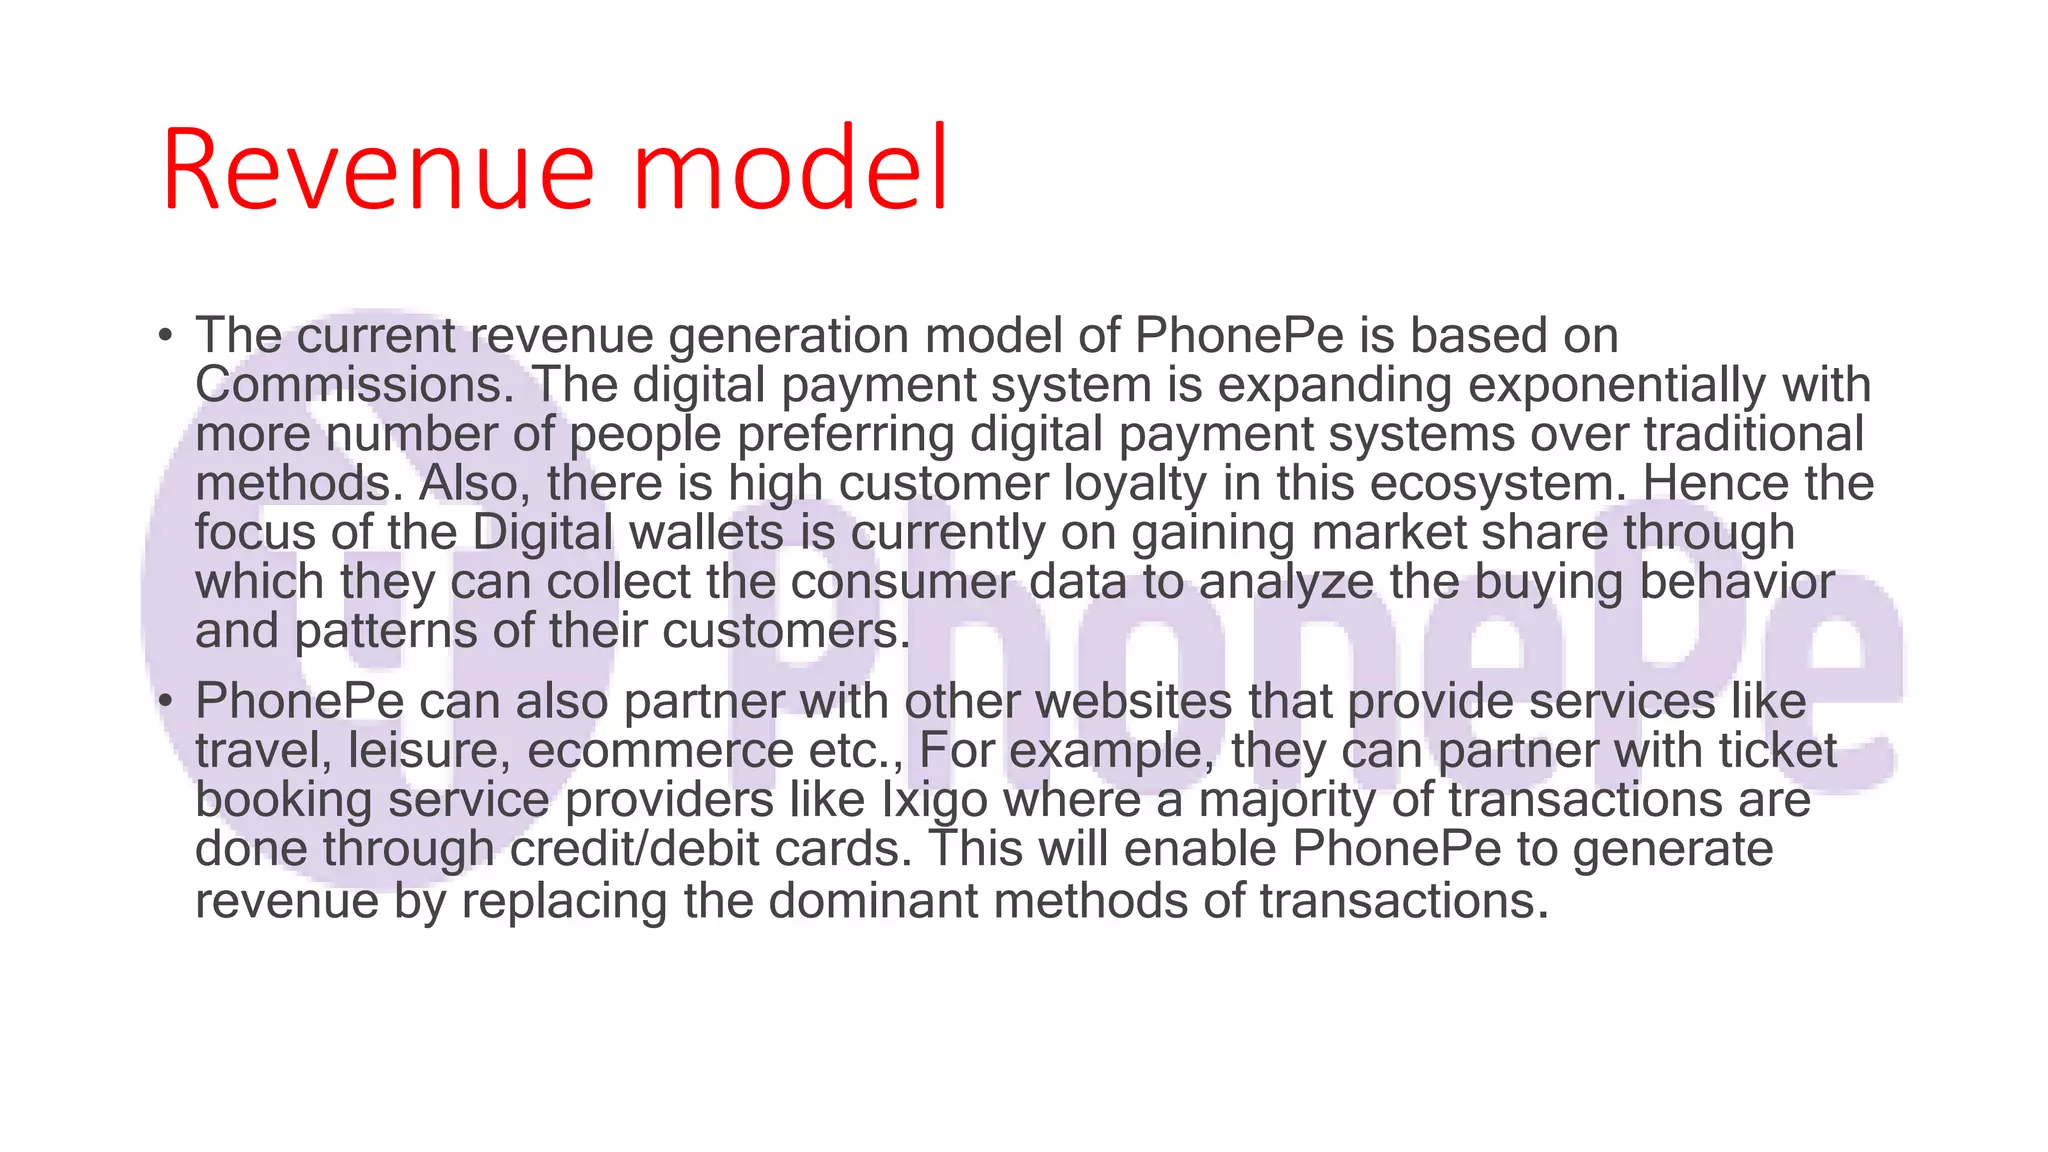 Revenue model
• The current revenue generation model of PhonePe is based on
Commissions. The digital payment system is expanding exponentially with
more number of people preferring digital payment systems over traditional
methods. Also, there is high customer loyalty in this ecosystem. Hence the
focus of the Digital wallets is currently on gaining market share through
which they can collect the consumer data to analyze the buying behavior
and patterns of their customers.
• PhonePe can also partner with other websites that provide services like
travel, leisure, ecommerce etc., For example, they can partner with ticket
booking service providers like Ixigo where a majority of transactions are
done through credit/debit cards. This will enable PhonePe to generate
revenue by replacing the dominant methods of transactions.
पे PhonePe